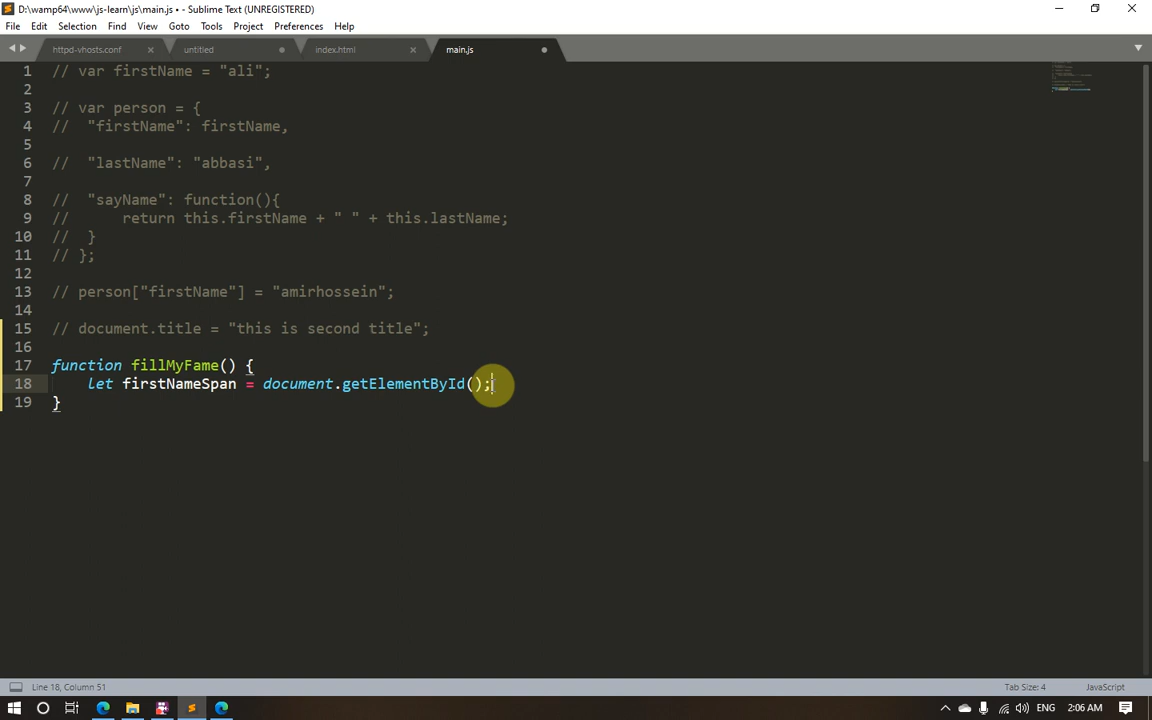 D:\wamp64\www\js-learn\js\main.js • - Sublime Text (UNREGISTERED)
File Edit Selection Find View Goto Tools Project Preferences Help
httpd-vhosts.conf untitled index.html main.js
1 // var firstName = "ali";
2
3 // var person = {
4 // "firstName": firstName,
5
6 // "lastName": "abbasi",
7
8 // "sayName": function(){
9 // return this.firstName + " " + this.lastName;
10 // }
11 // };
12
13 // person["firstName"] = "amirhossein";
14
15 // document.title = "this is second title";
16
17 function fillMyFame() {
18 let firstNameSpan = document.getElementById();
19 }
Line 18, Column 51 Tab Size: 4 JavaScript
ENG 2:06 AM